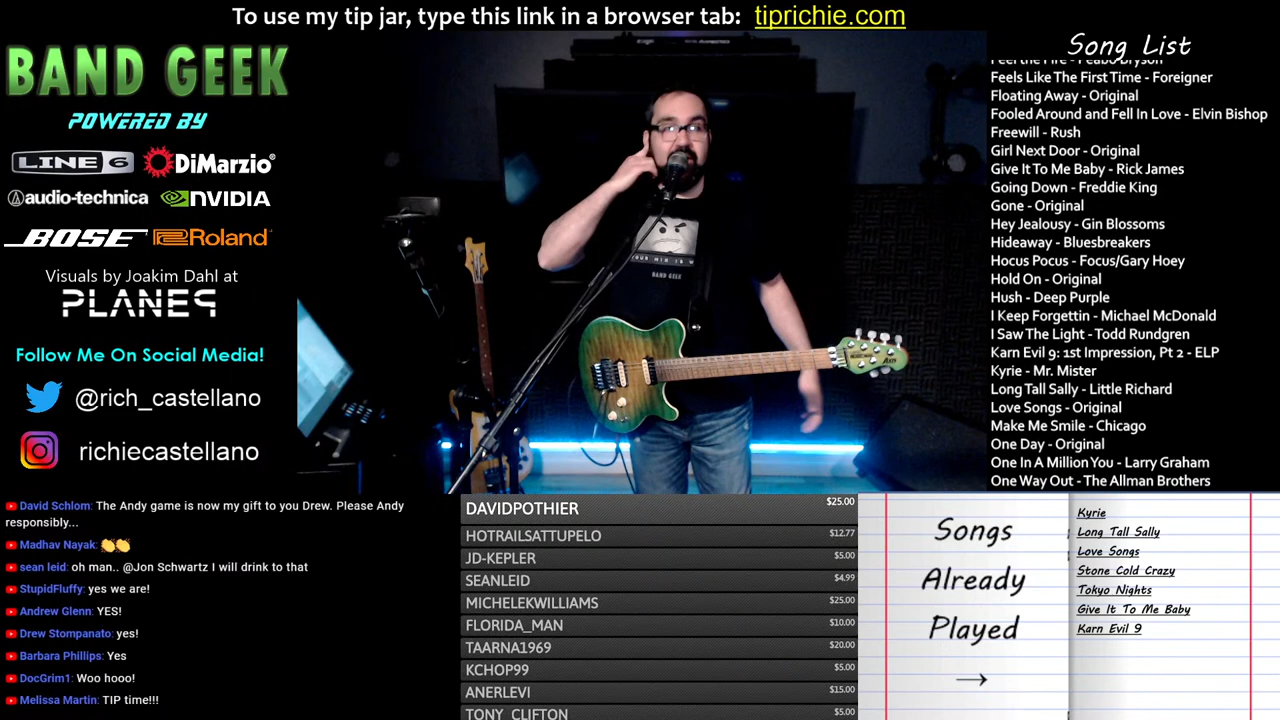 To use my tip jar, type this link in a browser tab: tiprichie.com
BAND GEEK
POWERED BY
LINE 6
DiMarzio®
audio-technica
NVIDIA
BOSE
Roland
Visuals by Joakim Dahl at
PLANE9
Follow Me On Social Media!
@rich_castellano
richiecastellano
BAND GEEK
AXIS
Song List
Feel the Fire - Peabo Bryson
Feels Like The First Time - Foreigner
Floating Away - Original
Fooled Around and Fell In Love - Elvin Bishop
Freewill - Rush
Girl Next Door - Original
Give It To Me Baby - Rick James
Going Down - Freddie King
Gone - Original
Hey Jealousy - Gin Blossoms
Hideaway - Bluesbreakers
Hocus Pocus - Focus/Gary Hoey
Hold On - Original
Hush - Deep Purple
I Keep Forgettin - Michael McDonald
I Saw The Light - Todd Rundgren
Karn Evil 9: 1st Impression, Pt 2 - ELP
Kyrie - Mr. Mister
Long Tall Sally - Little Richard
Love Songs - Original
Make Me Smile - Chicago
One Day - Original
One In A Million You - Larry Graham
One Way Out - The Allman Brothers
David Schlom: The Andy game is now my gift to you Drew. Please Andy
responsibly...
Madhav Nayak: 👏👏
sean leid: oh man.. @Jon Schwartz I will drink to that
StupidFluffy: yes we are!
Andrew Glenn: YES!
Drew Stompanato: yes!
Barbara Phillips: Yes
DocGrim1: Woo hooo!
Melissa Martin: TIP time!!!
DAVIDPOTHIER $25.00
HOTRAILSATTUPELO $12.77
JD-KEPLER $5.00
SEANLEID $4.99
MICHELEKWILLIAMS $25.00
FLORIDA_MAN $10.00
TAARNA1969 $20.00
KCHOP99 $5.00
ANERLEVI $15.00
TONY_CLIFTON $5.00
Songs
Already
Played
→
Kyrie
Long Tall Sally
Love Songs
Stone Cold Crazy
Tokyo Nights
Give It To Me Baby
Karn Evil 9